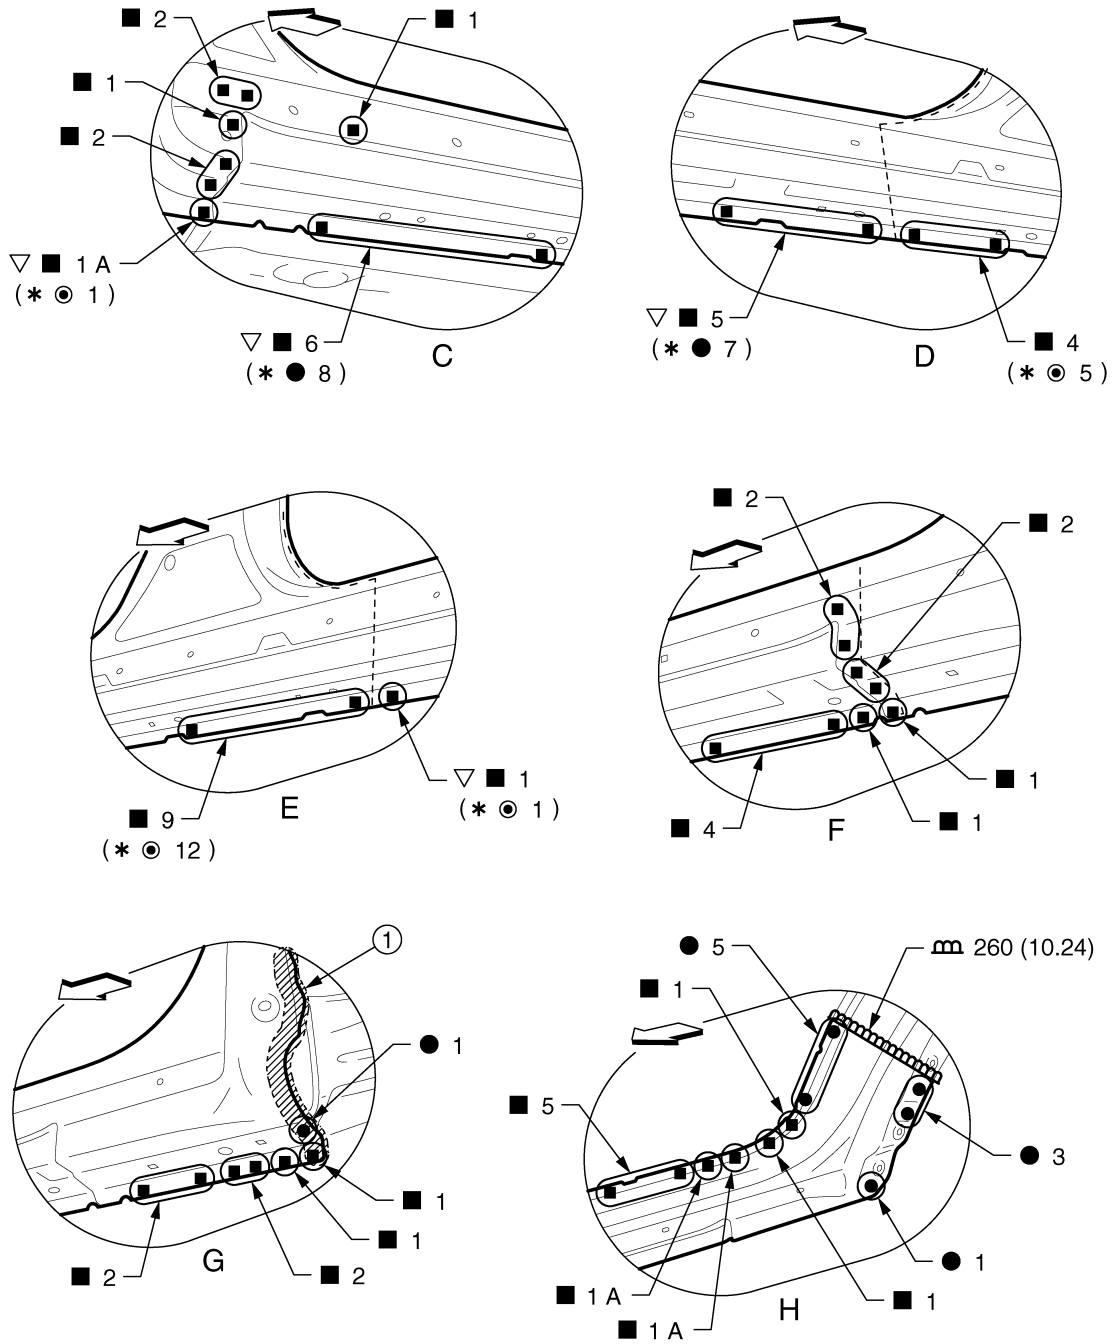 ■ 2
■ 1
■ 1
■ 2
▽ ■ 1 A
(* ◉ 1)
▽ ■ 6
(* ● 8)
C
▽ ■ 5
(* ● 7)
D
■ 4
(* ◉ 5)
■ 9
(* ◉ 12)
E
▽ ■ 1
(* ◉ 1)
■ 2
■ 2
■ 4
F
■ 1
■ 1
1
● 1
■ 1
■ 1
■ 2
■ 2
G
● 5
260 (10.24)
■ 1
■ 5
● 3
● 1
■ 1
■ 1 A
■ 1 A
H